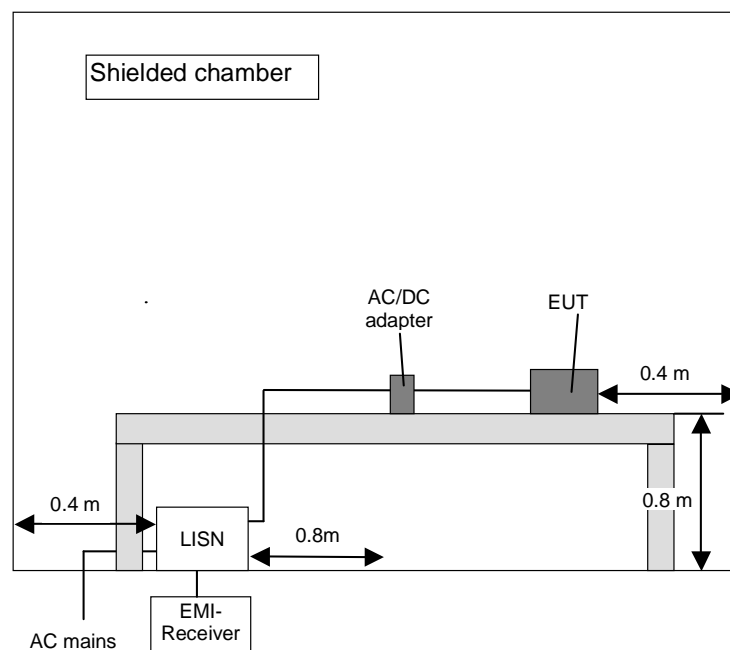 Shielded chamber
AC/DC
adapter
EUT
0.4 m
0.4 m
0.8 m
LISN
0.8m
EMI-
Receiver
AC mains